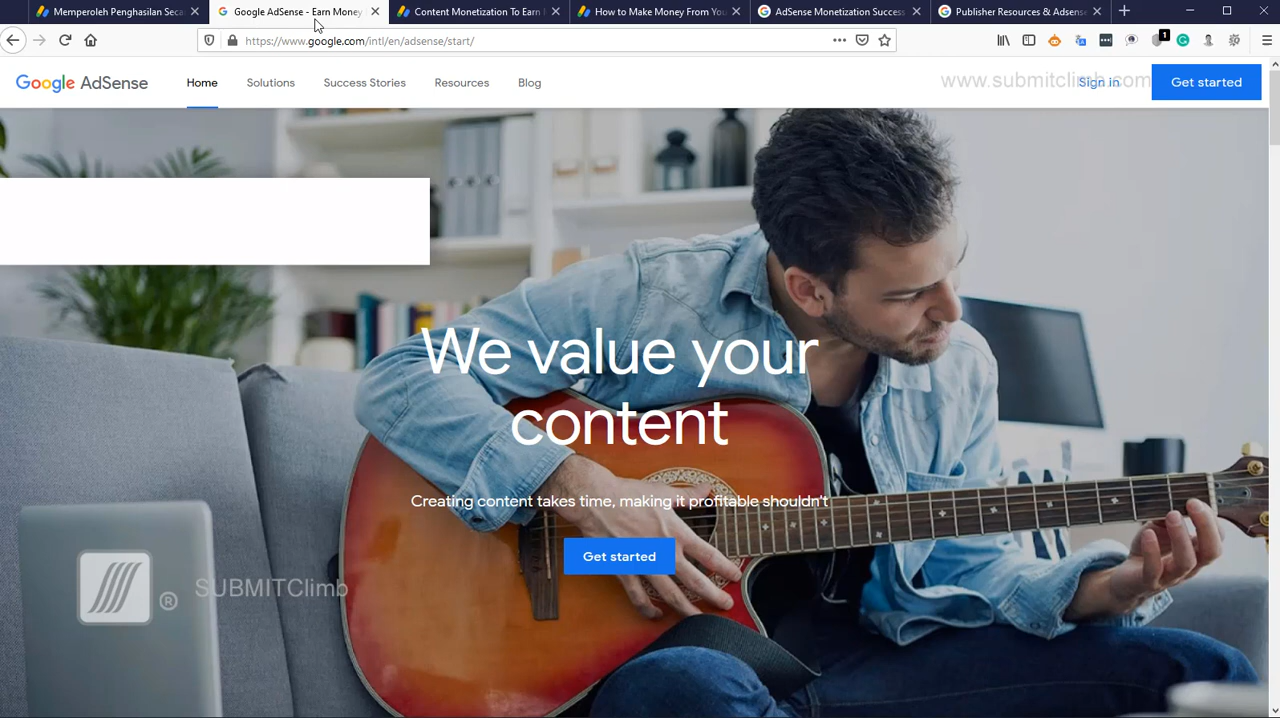 Memperoleh Penghasilan Seca
Google AdSense - Earn Money
Content Monetization To Earn
How to Make Money From You
AdSense Monetization Success
Publisher Resources & Adsense
https://www.google.com/intl/en/adsense/start/
1
Google AdSense
Home
Solutions
Success Stories
Resources
Blog
www.submitclimb.com
Sign in
Get started
We value your
content
Creating content takes time, making it profitable shouldn't
Get started
® SUBMITClimb